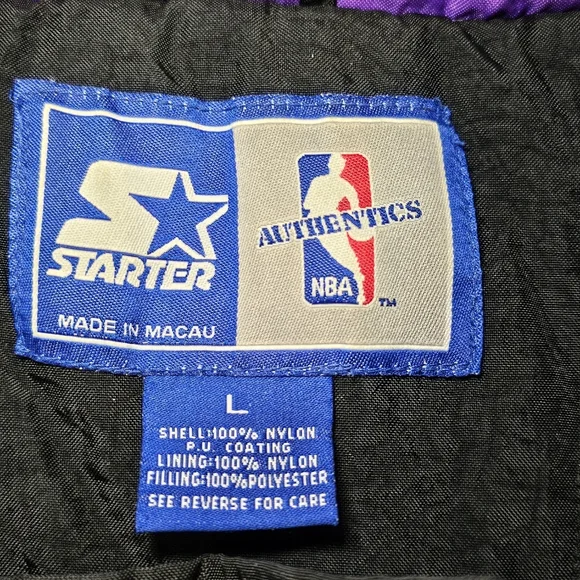 STARTER
MADE IN MACAU
AUTHENTICS
NBA
TM
L
SHELL:100% NYLON
P.U. COATING
LINING:100% NYLON
FILLING:100%POLYESTER
SEE REVERSE FOR CARE